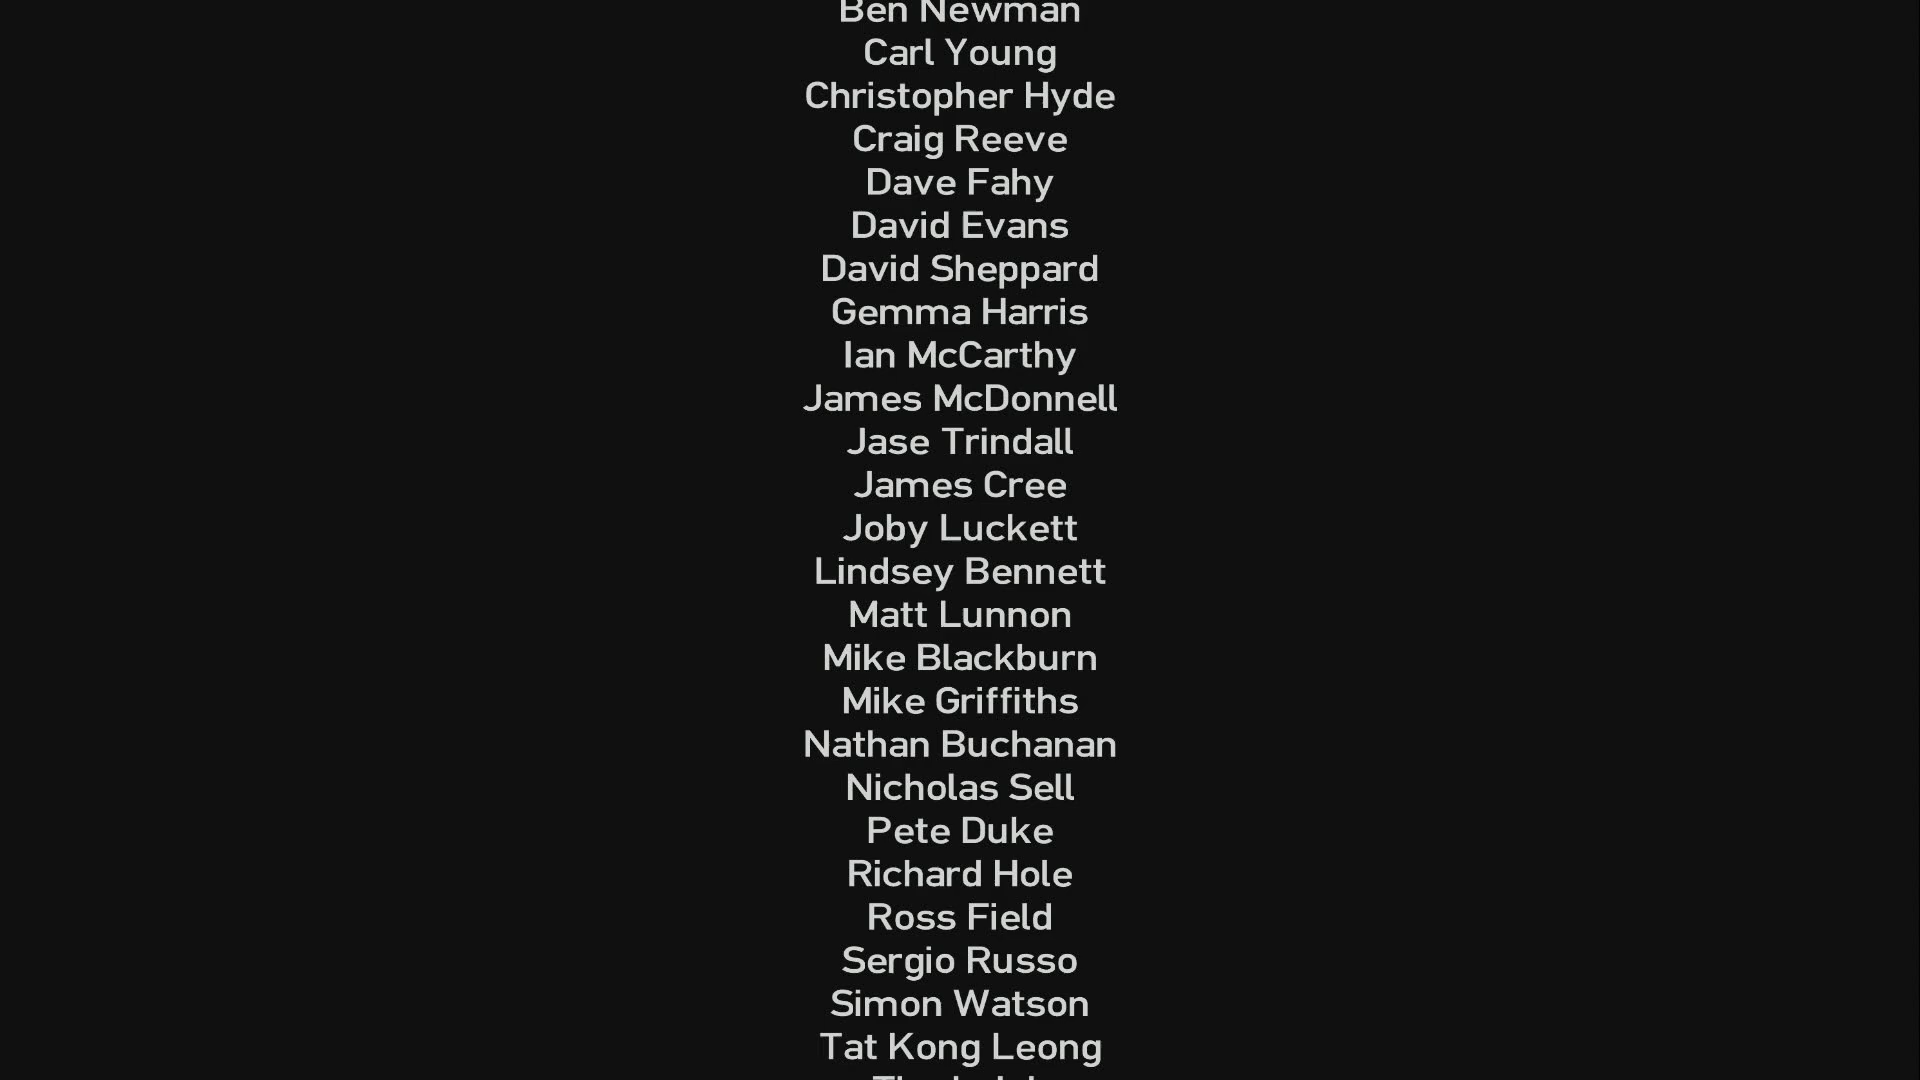 Ben Newman
Carl Young
Christopher Hyde
Craig Reeve
Dave Fahy
David Evans
David Sheppard
Gemma Harris
Ian McCarthy
James McDonnell
Jase Trindall
James Cree
Joby Luckett
Lindsey Bennett
Matt Lunnon
Mike Blackburn
Mike Griffiths
Nathan Buchanan
Nicholas Sell
Pete Duke
Richard Hole
Ross Field
Sergio Russo
Simon Watson
Tat Kong Leong